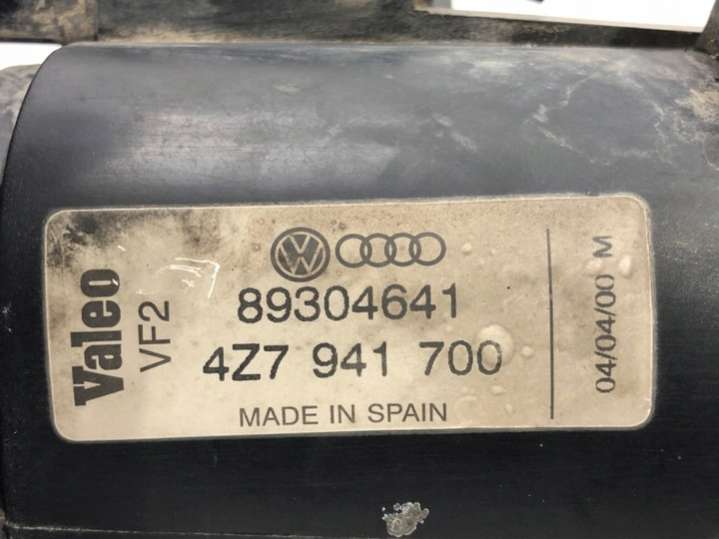 Valeo
VF2
89304641
4Z7 941 700
MADE IN SPAIN
04/04/00 M